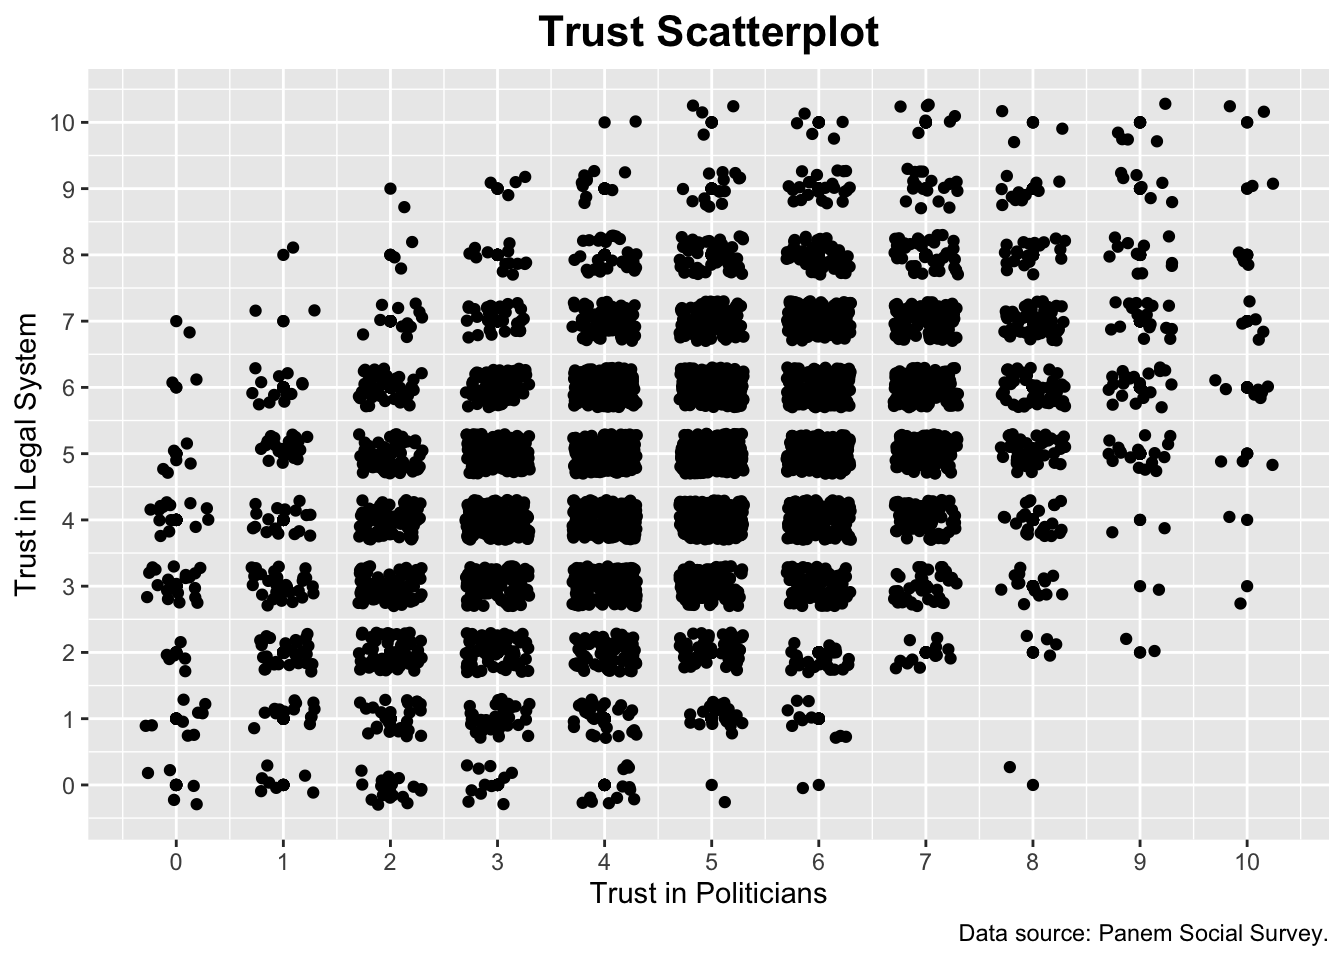 Trust Scatterplot
Trust in Legal System
10
9
8
7
6
5
4
3
2
1
0
0 1 2 3 4 5 6 7 8 9 10
Trust in Politicians
Data source: Panem Social Survey.